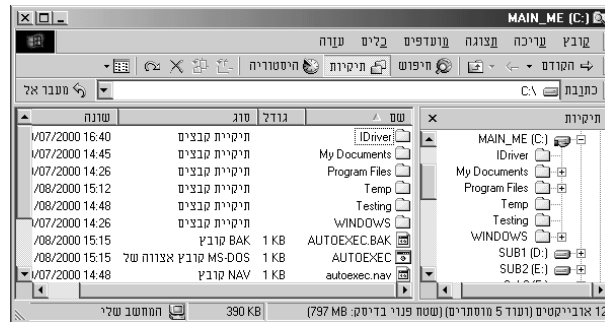 MAIN_ME (C:)
קובץ עריכה תצוגה מועדפים כלים עזרה
הקודם חיפוש תיקיות היסטוריה
כתובת C:\ מעבר אל
תיקיות
MAIN_ME (C:)
IDriver
My Documents
Program Files
Temp
Testing
WINDOWS
SUB1 (D:)
SUB2 (E:)
שם גודל סוג שונה
IDriver תיקיית קבצים /07/2000 16:40
My Documents תיקיית קבצים /07/2000 14:45
Program Files תיקיית קבצים /07/2000 14:26
Temp תיקיית קבצים /08/2000 15:12
Testing תיקיית קבצים /08/2000 14:48
WINDOWS תיקיית קבצים /07/2000 14:26
AUTOEXEC.BAK 1 KB קובץ BAK /08/2000 15:15
AUTOEXEC 1 KB קובץ אצווה של MS-DOS /08/2000 15:15
autoexec.nav 1 KB קובץ NAV /07/2000 14:48
12 אובייקטים (ועוד 5 מוסתרים) (שטח פנוי בדיסק: 797 MB) 390 KB המחשב שלי